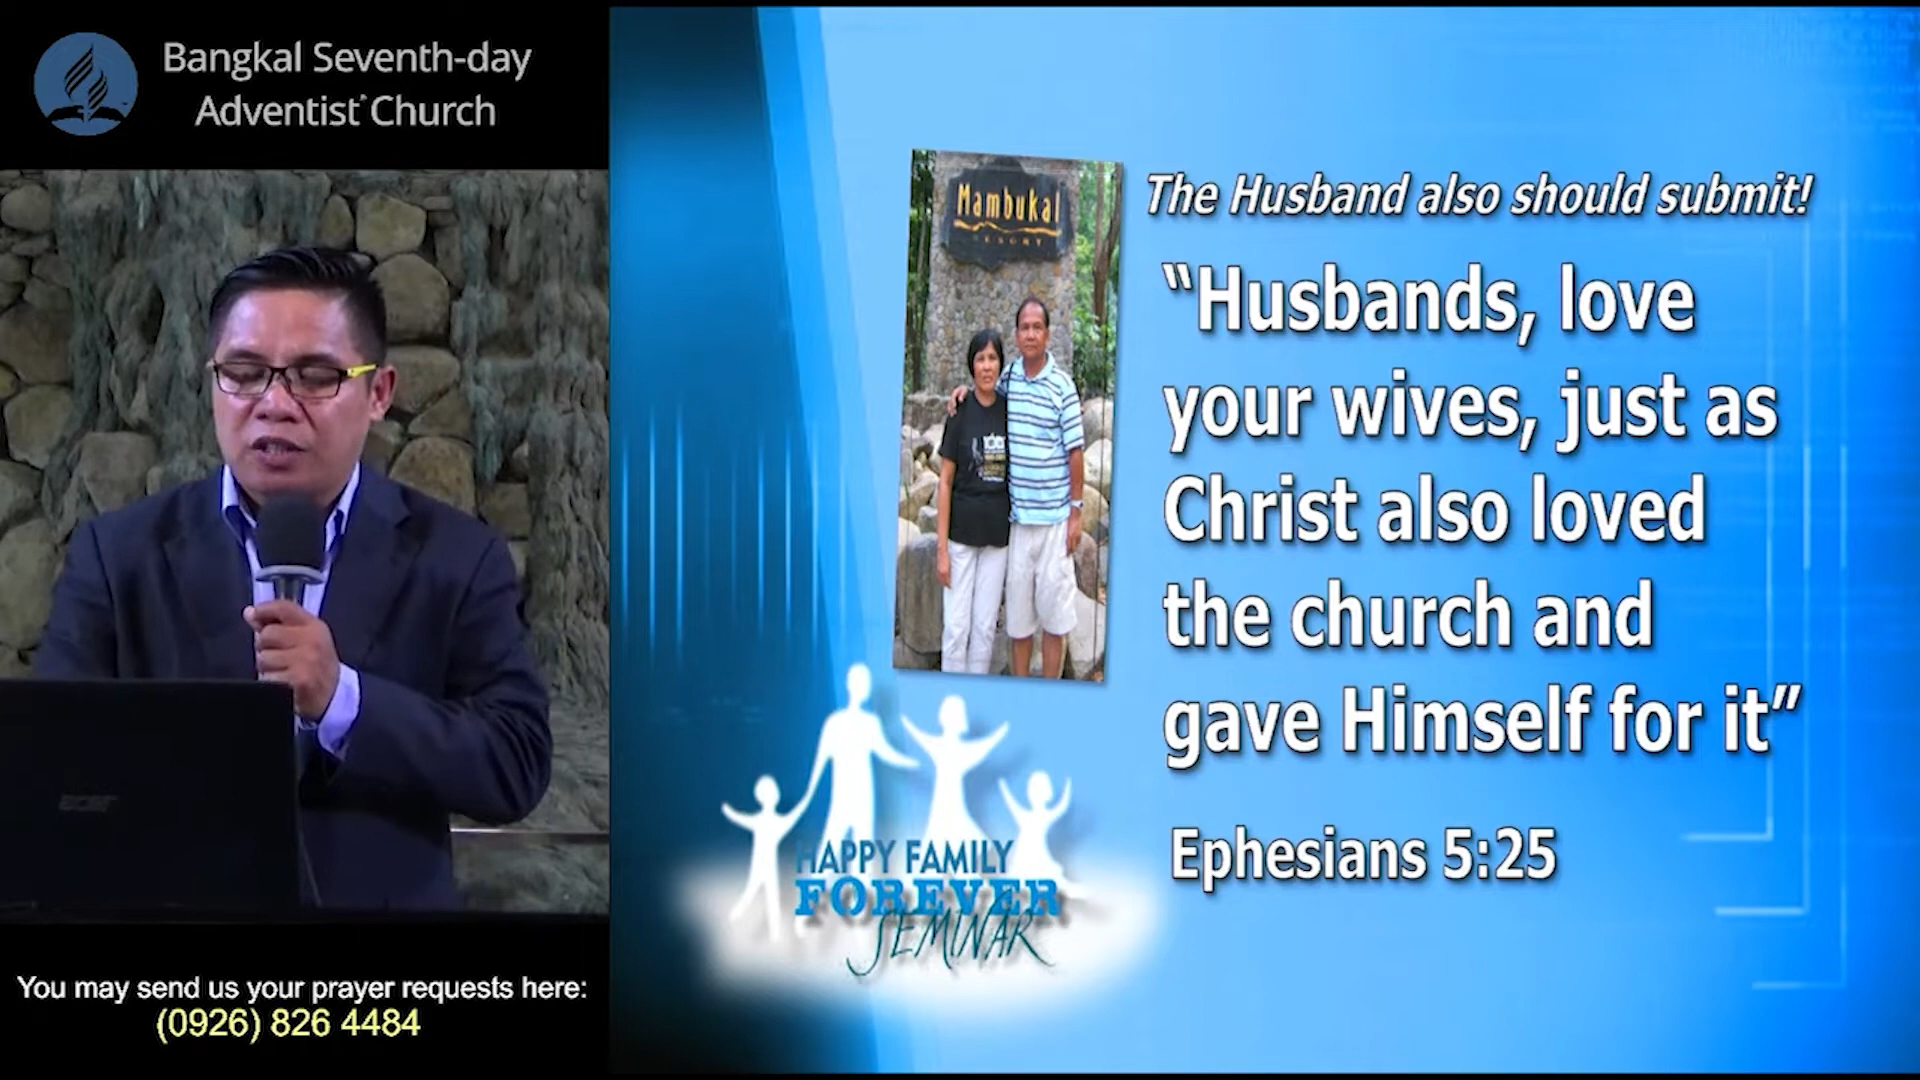 Bangkal Seventh-day
Adventist Church
Mambukal
RESORT
The Husband also should submit!
"Husbands, love
your wives, just as
Christ also loved
the church and
gave Himself for it"
Ephesians 5:25
HAPPY FAMILY
FOREVER
SEMINAR
acer
You may send us your prayer requests here:
(0926) 826 4484